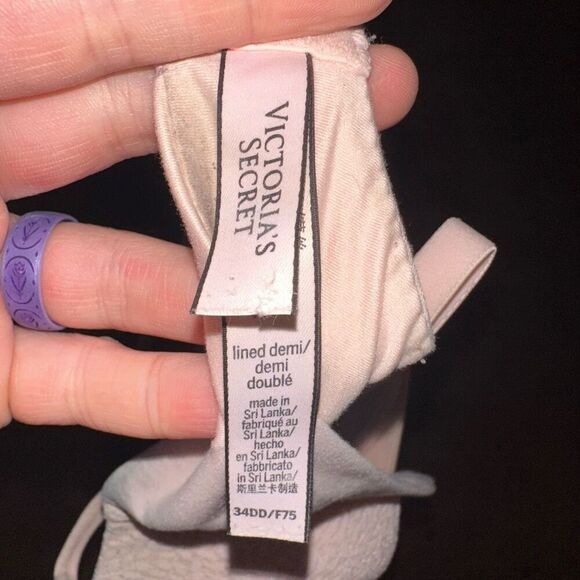 VICTORIA'S
SECRET
lined demi/
demi
doublé
made in
Sri Lanka/
fabriqué au
Sri Lanka/
hecho
en Sri Lanka/
fabbricato
in Sri Lanka/
斯里兰卡制造
34DD/F75